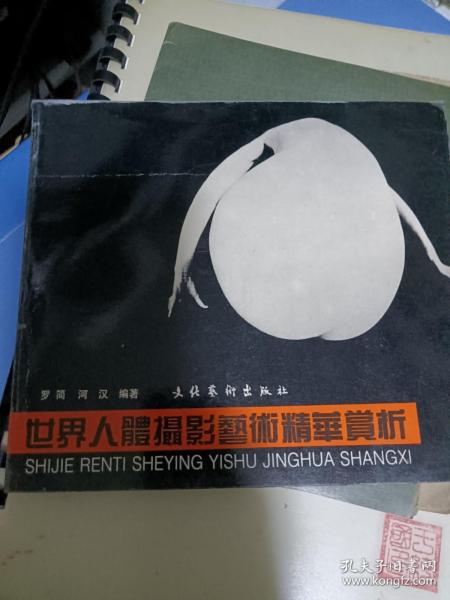 罗简 河汉 编著 文化藝術出版社
世界人體攝影藝術精華賞析
SHIJIE RENTI SHEYING YISHU JINGHUA SHANGXI
孔夫子旧书网
www.kongfz.com